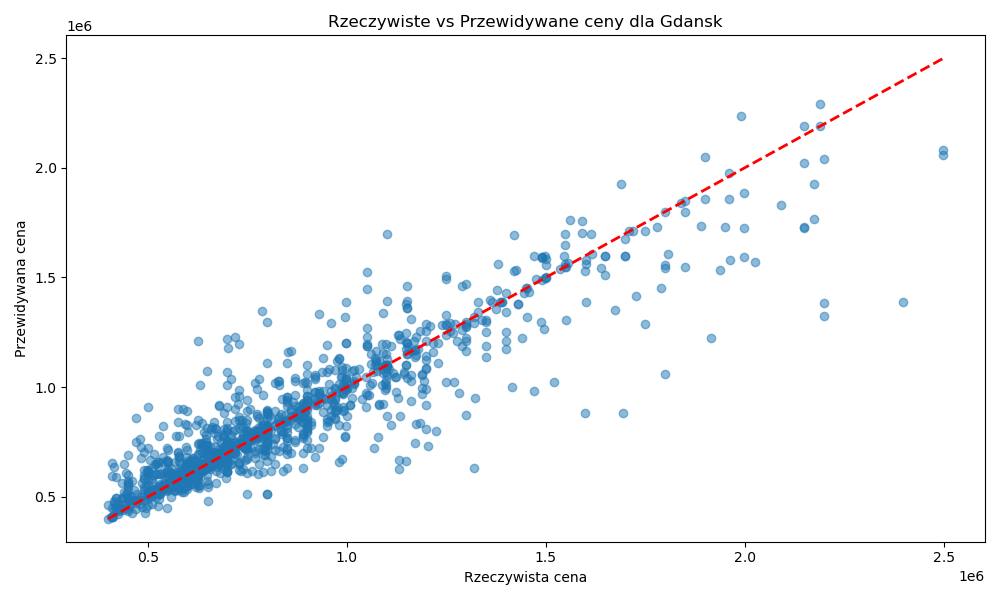 Rzeczywiste vs Przewidywane ceny dla Gdansk
1e6
2.5
2.0
1.5
1.0
0.5
Przewidywana cena
0.5 1.0 1.5 2.0 2.5
Rzeczywista cena
1e6